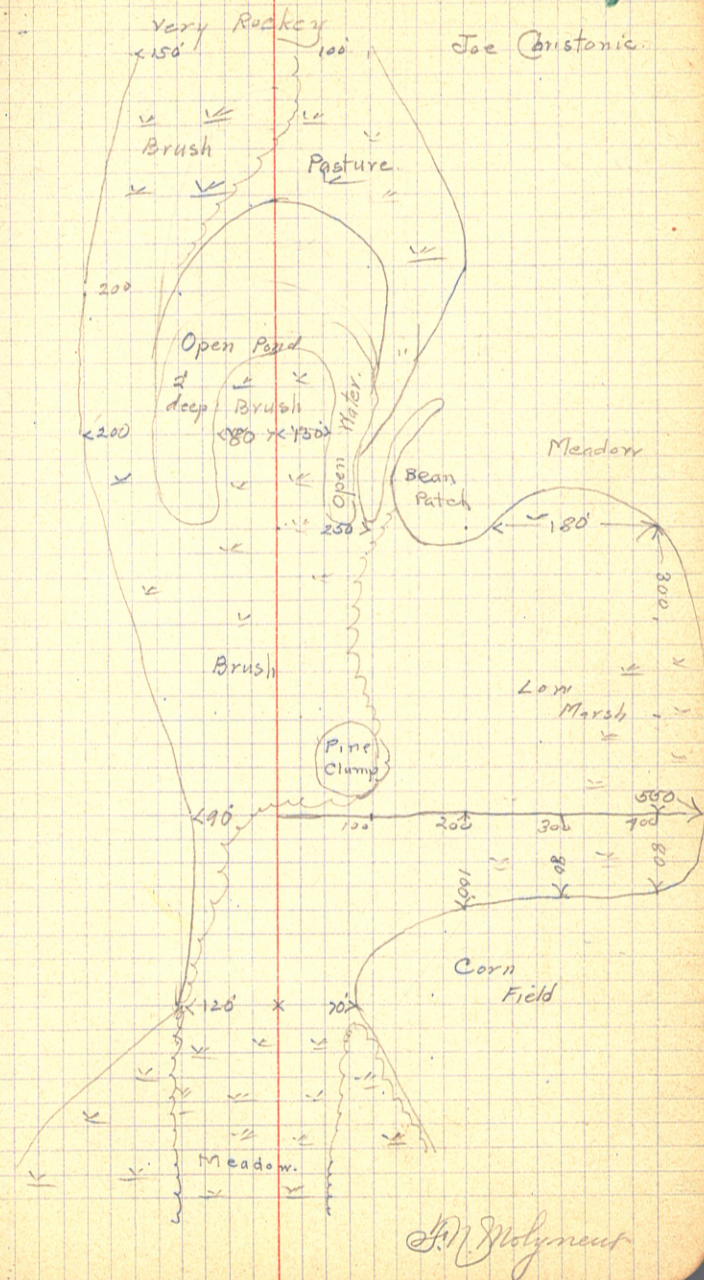 Very Rockey
Joe Christonic.
<150'
100'
Brush
Pasture.
200
Open Pond
2'
deep
Brush
Open Water.
<200
<80
150'
Meadow
Bean
Patch
250
180'
300'
Brush
Low
Marsh
Pine
Clump
<90'
100'
200
300
400
550
100'
80
80
Corn
Field
<120'
×
70'
Meadow.
F. N. Molyneux